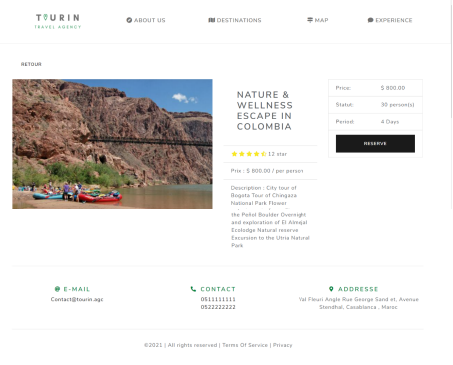 TOURIN
TRAVEL AGENCY
ABOUT US
DESTINATIONS
MAP
EXPERIENCE
RETOUR
NATURE &
WELLNESS
ESCAPE IN
COLOMBIA
12 star
Prix : $ 800.00 / per person
Description : City tour of
Bogota Tour of Chingaza
National Park Flower
the Peñol Boulder Overnight
and exploration of El Almejal
Ecolodge Natural reserve
Excursion to the Utria Natural
Park
Price: $ 800.00
Statut: 30 person(s)
Period: 4 Days
RESERVE
E-MAIL
Contact@tourin.agc
CONTACT
0511111111
0522222222
ADDRESSE
Fleuri Angle Rue George Sand et, Avenue
Stendhal, Casablanca , Maroc
©2021 | All rights reserved | Terms Of Service | Privacy